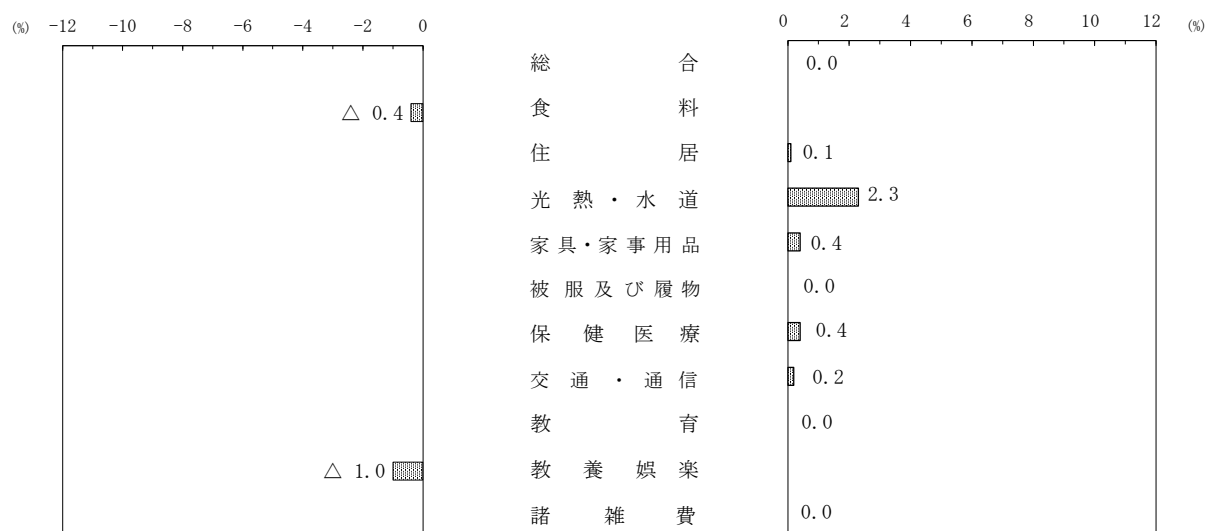 (%) -12 -10 -8 -6 -4 -2 0 0 2 4 6 8 10 12 (%)
総合 0.0
△ 0.4 食料
住居 0.1
光熱・水道 2.3
家具・家事用品 0.4
被服及び履物 0.0
保健医療 0.4
交通・通信 0.2
教育 0.0
△ 1.0 教養娯楽
諸雑費 0.0